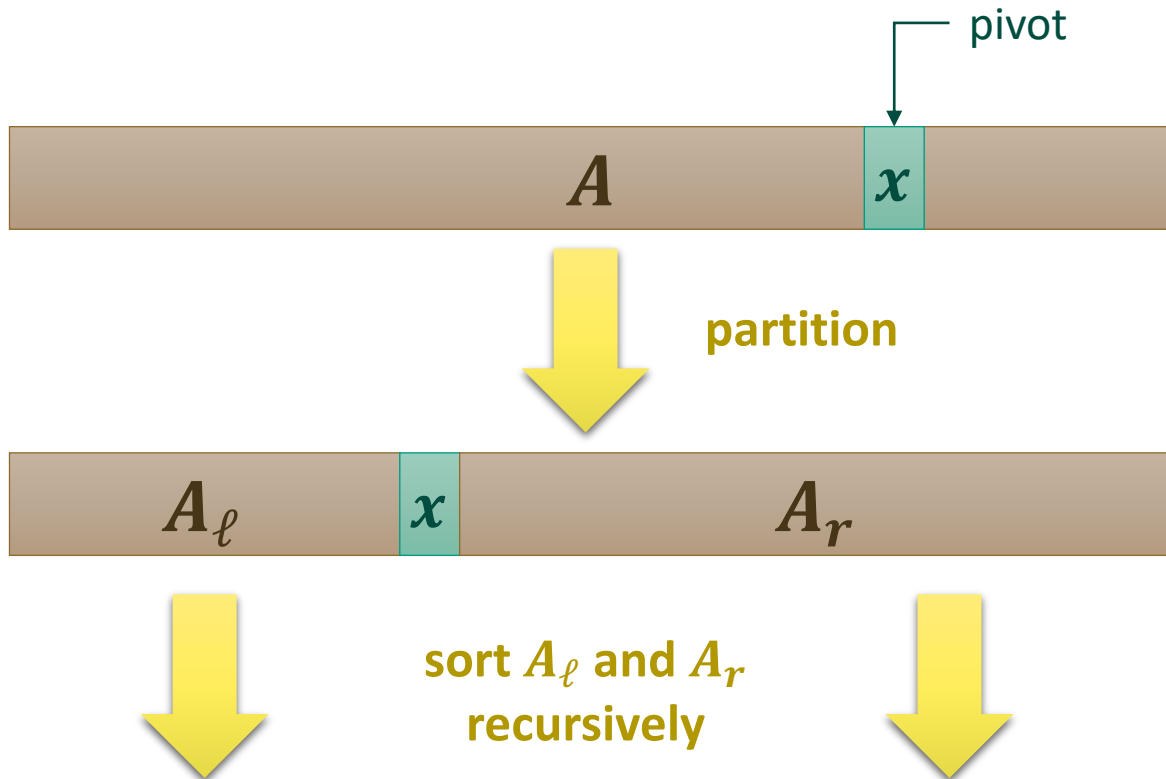 pivot
A
x
partition
Aℓ
x
Ar
sort Aℓ and Ar
recursively